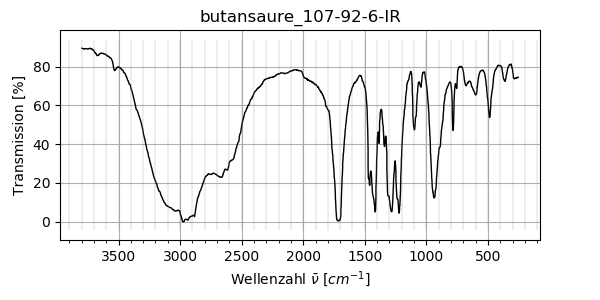 butansaure_107-92-6-IR
Transmission [%]
80
60
40
20
0
3500 3000 2500 2000 1500 1000 500
Wellenzahl ν̄ [cm⁻¹]